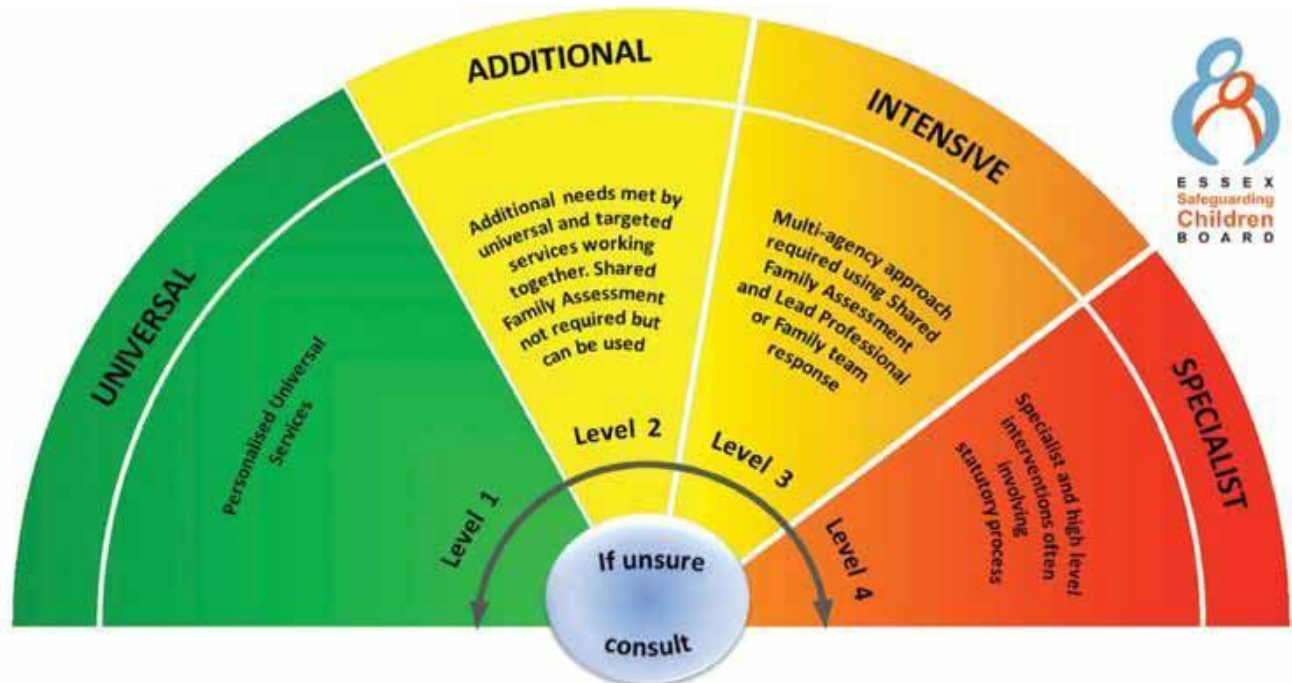 UNIVERSAL
Personalised Universal
Services
Level 1
ADDITIONAL
Additional needs met by
universal and targeted
services working
together. Shared
Family Assessment
not required but
can be used
Level 2
INTENSIVE
Multi-agency approach
required using Shared
Family Assessment
and Lead Professional
or Family team
response
Level 3
SPECIALIST
Specialist and high level
interventions often
involving
statutory process
Level 4
If unsure
consult
ESSEX
Safeguarding
Children
BOARD